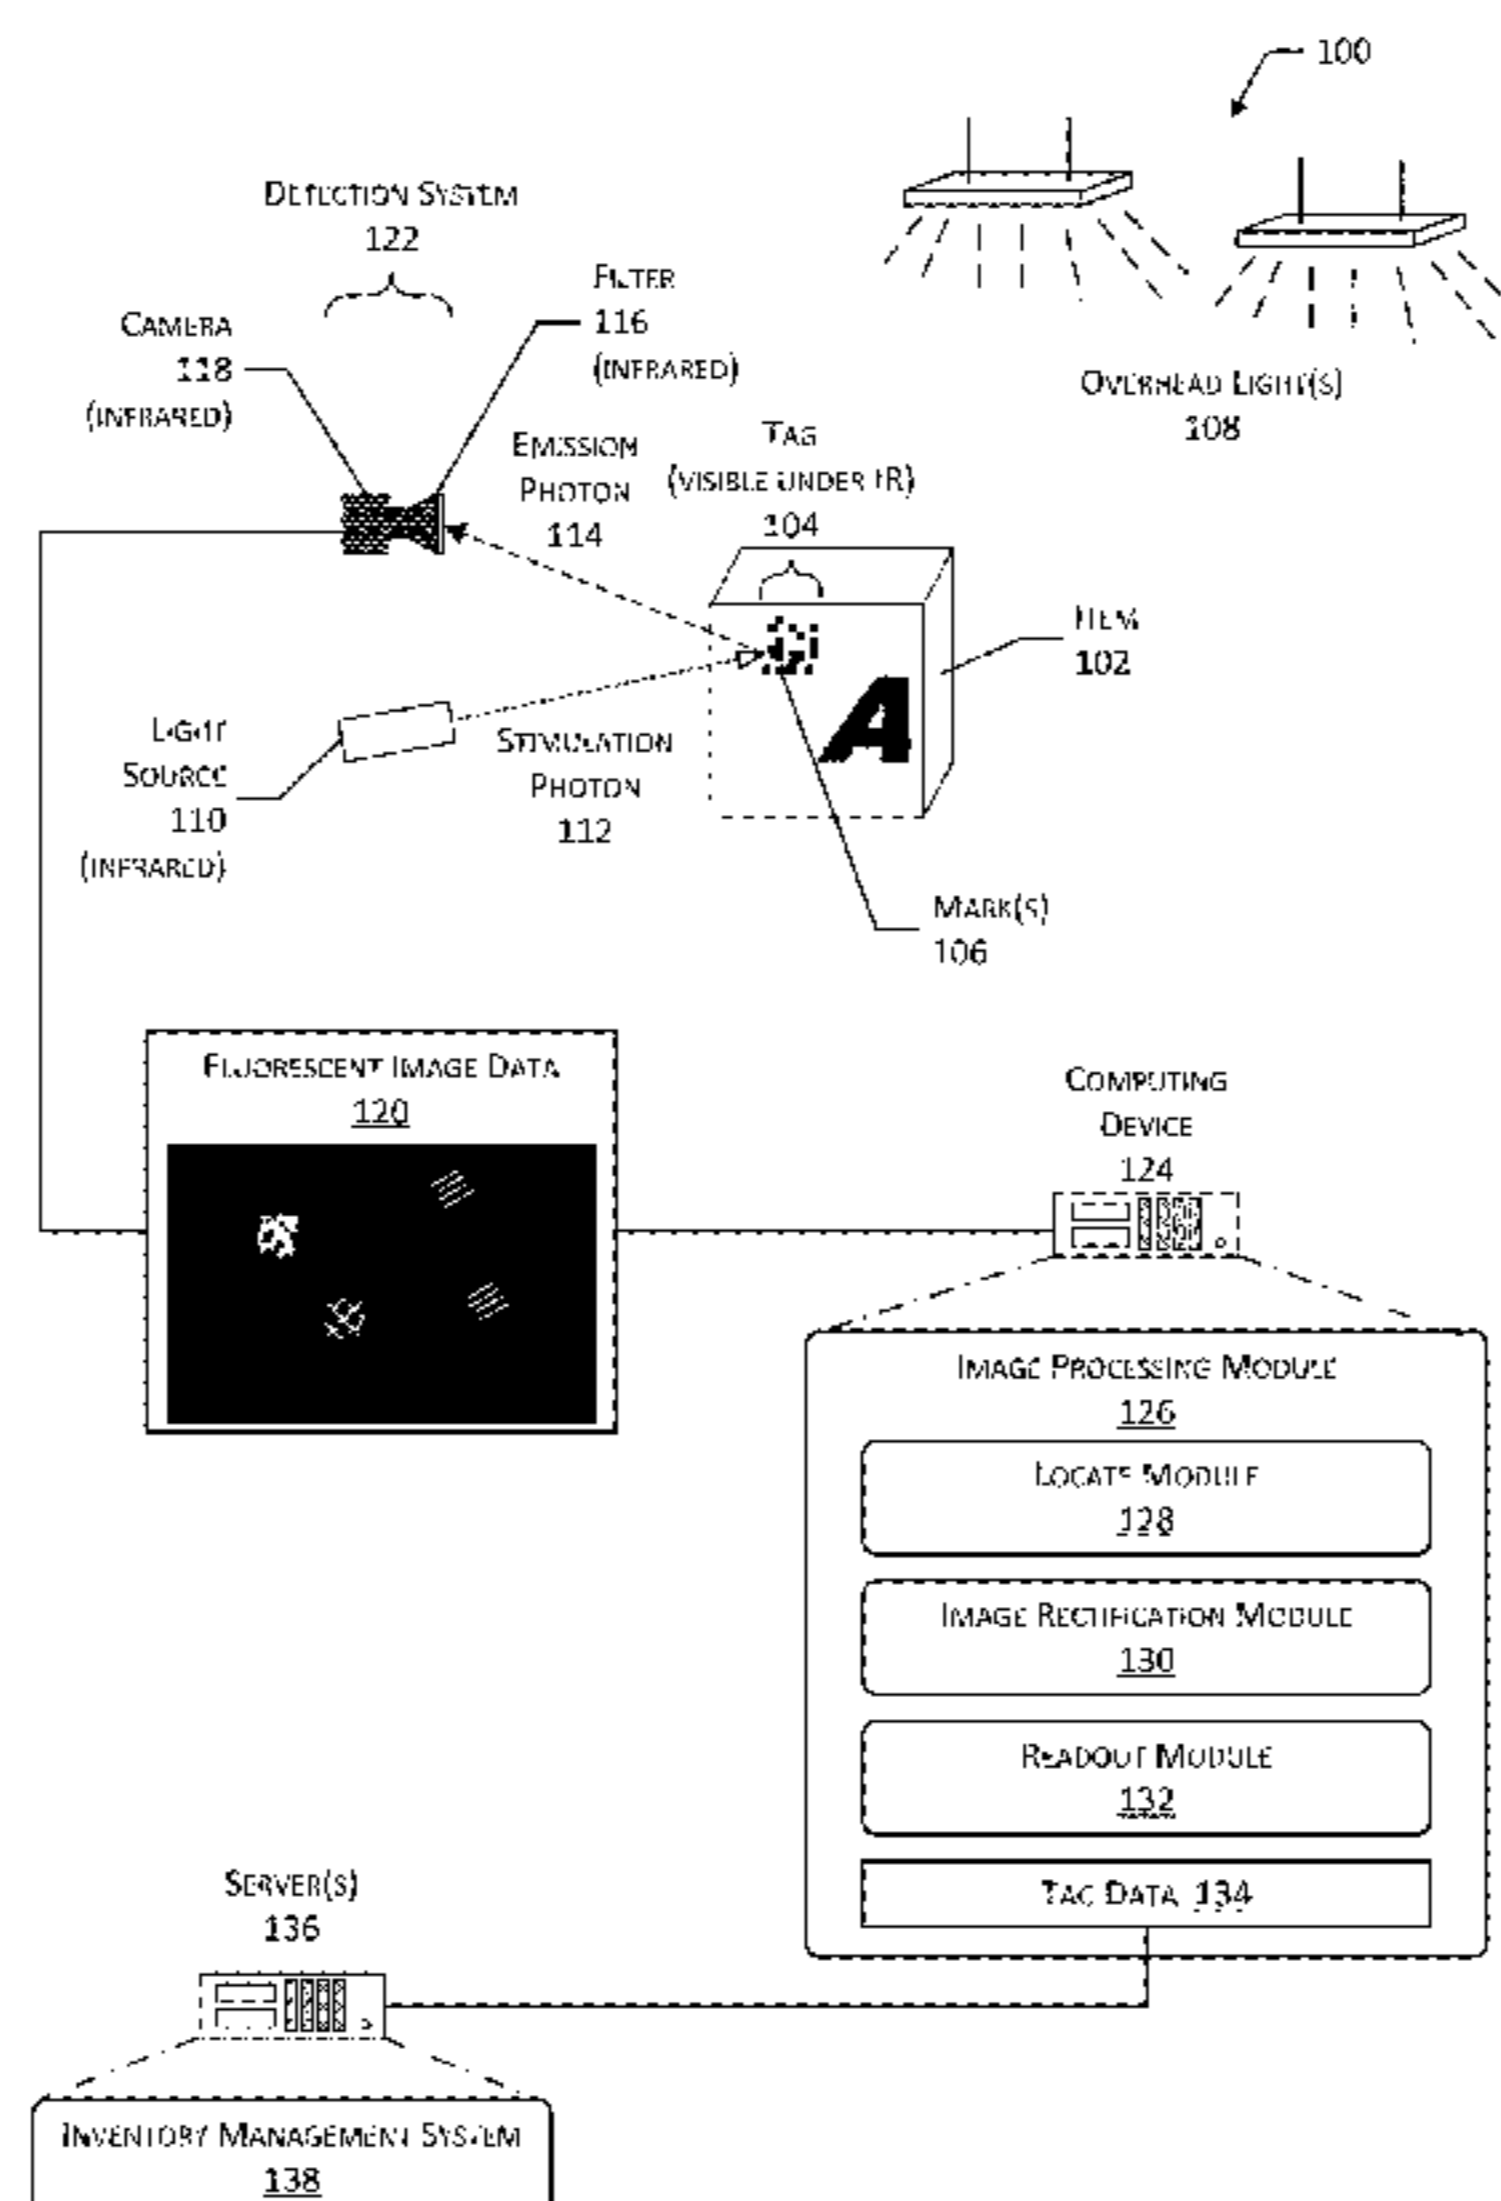 100
DETECTION SYSTEM
122
FILTER
116
(INFRARED)
CAMERA
118
(INFRARED)
OVERHEAD LIGHT(S)
108
EMISSION
PHOTON
114
TAG
(VISIBLE UNDER IR)
104
A
ITEM
102
LIGHT
SOURCE
110
(INFRARED)
STIMULATION
PHOTON
112
MARK(S)
106
FLUORESCENT IMAGE DATA
120
COMPUTING
DEVICE
124
IMAGE PROCESSING MODULE
126
LOCATE MODULE
128
IMAGE RECTIFICATION MODULE
130
READOUT MODULE
132
TAG DATA 134
SERVER(S)
136
INVENTORY MANAGEMENT SYSTEM
138